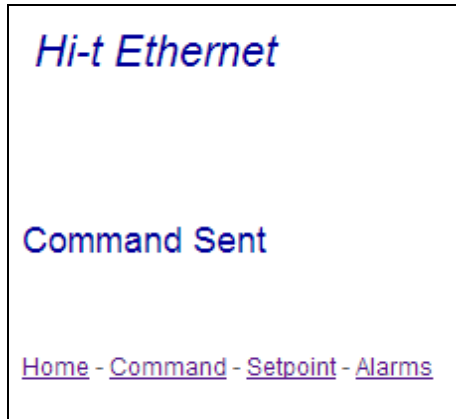 Hi-t Ethernet
Command Sent
Home - Command - Setpoint - Alarms